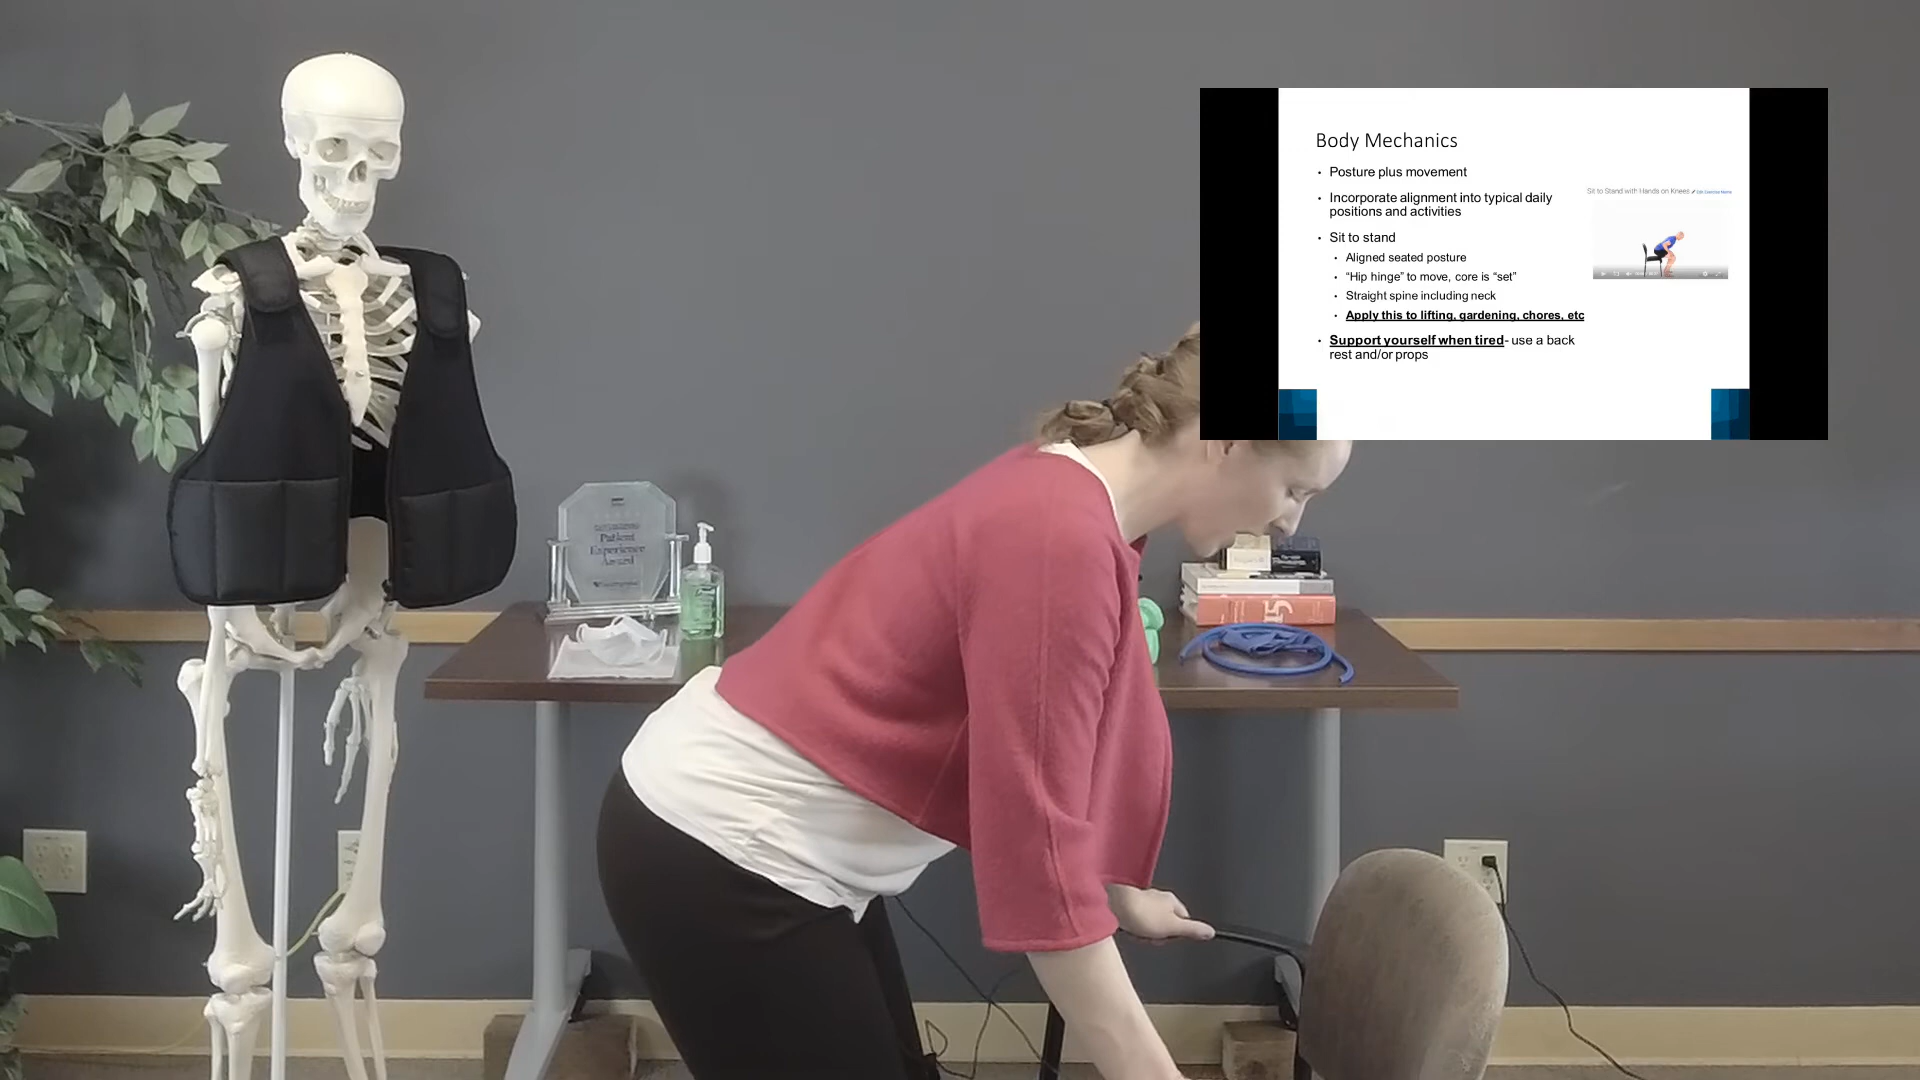 Body Mechanics
• Posture plus movement
• Incorporate alignment into typical daily
positions and activities
• Sit to stand
• Aligned seated posture
• “Hip hinge” to move, core is “set”
• Straight spine including neck
• Apply this to lifting, gardening, chores, etc
• Support yourself when tired- use a back
rest and/or props
Sit to Stand with Hands on Knees
Patient
Experience
Award